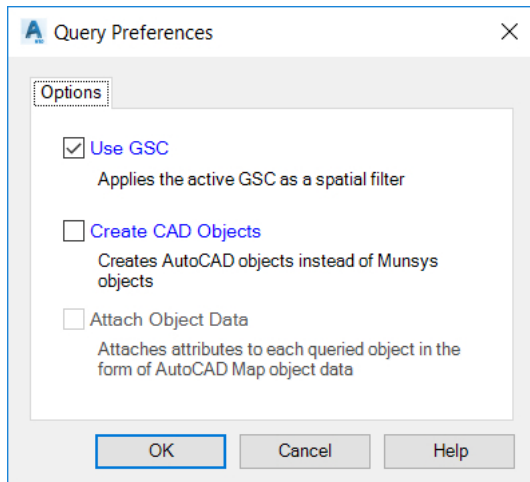 Query Preferences
Options
Use GSC
Applies the active GSC as a spatial filter
Create CAD Objects
Creates AutoCAD objects instead of Munsys
objects
Attach Object Data
Attaches attributes to each queried object in the
form of AutoCAD Map object data
OK Cancel Help